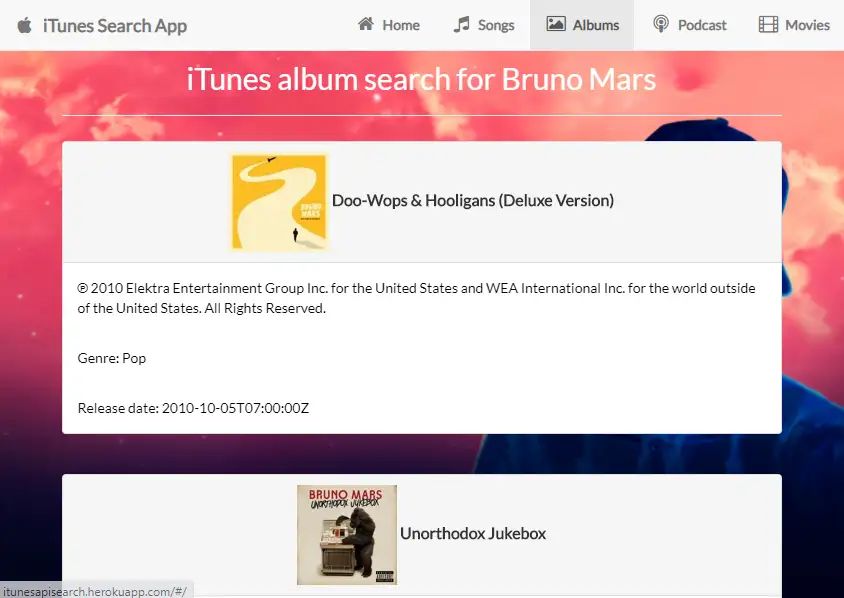 iTunes Search App
Home
Songs
Albums
Podcast
Movies
iTunes album search for Bruno Mars
BRUNO
MARS
Doo-Wops & Hooligans (Deluxe Version)
℗ 2010 Elektra Entertainment Group Inc. for the United States and WEA International Inc. for the world outside
of the United States. All Rights Reserved.
Genre: Pop
Release date: 2010-10-05T07:00:00Z
BRUNO MARS
UNORTHODOX JUKEBOX
Unorthodox Jukebox
itunesapisearch.herokuapp.com/#/